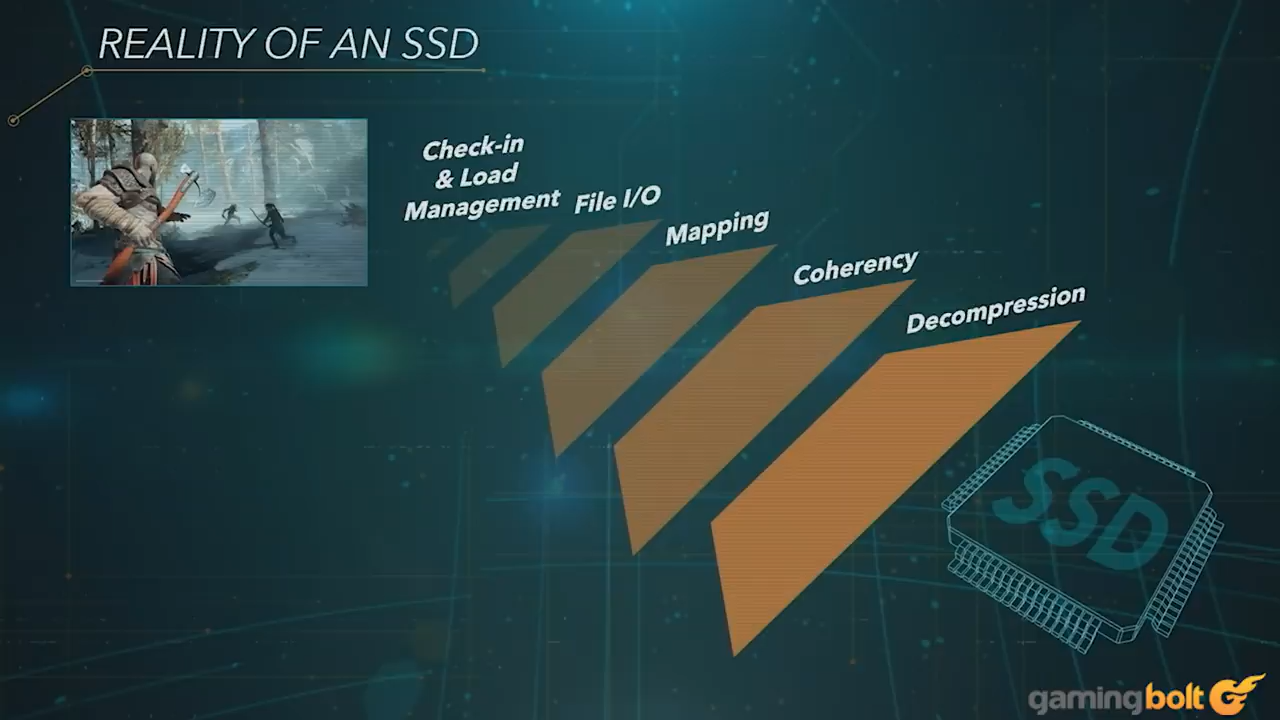 REALITY OF AN SSD
Check-in
& Load
Management
File I/O
Mapping
Coherency
Decompression
SSD
gamingbolt